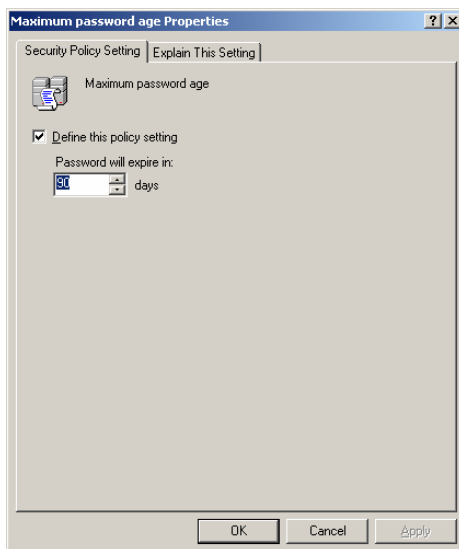 Maximum password age Properties
Security Policy Setting
Explain This Setting
Maximum password age
Define this policy setting
Password will expire in:
90 days
OK
Cancel
Apply